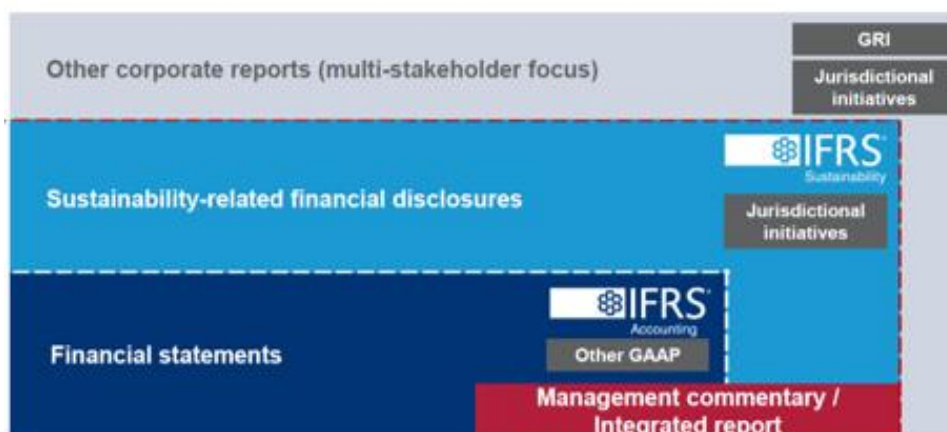 GRI
Other corporate reports (multi-stakeholder focus)
Jurisdictional
initiatives
IFRS
Sustainability
Sustainability-related financial disclosures
Jurisdictional
initiatives
IFRS
Accounting
Financial statements
Other GAAP
Management commentary /
Integrated report